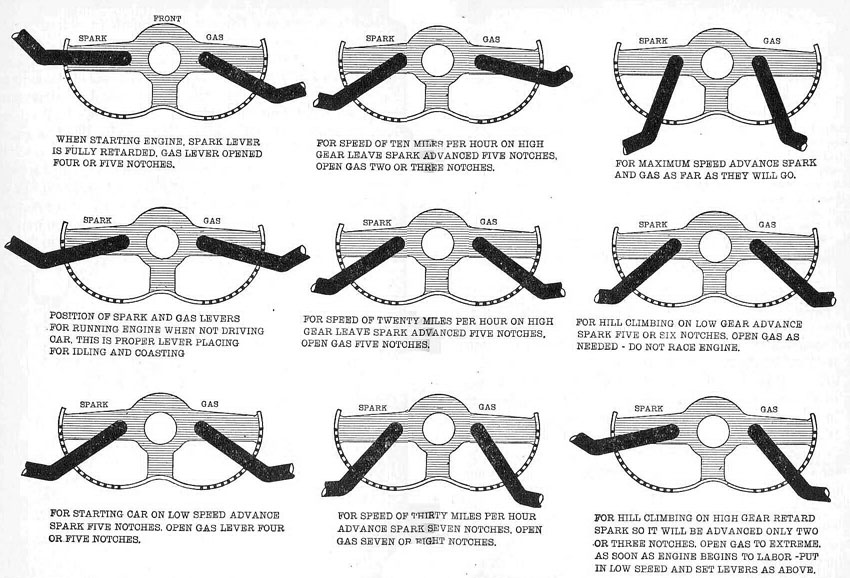 FRONT
SPARK GAS
WHEN STARTING ENGINE, SPARK LEVER
IS FULLY RETARDED, GAS LEVER OPENED
FOUR OR FIVE NOTCHES.
SPARK GAS
FOR SPEED OF TEN MILES PER HOUR ON HIGH
GEAR LEAVE SPARK ADVANCED FIVE NOTCHES,
OPEN GAS TWO OR THREE NOTCHES.
SPARK GAS
FOR MAXIMUM SPEED ADVANCE SPARK
AND GAS AS FAR AS THEY WILL GO.
SPARK GAS
POSITION OF SPARK AND GAS LEVERS
FOR RUNNING ENGINE WHEN NOT DRIVING
CAR, THIS IS PROPER LEVER PLACING
FOR IDLING AND COASTING
SPARK GAS
FOR SPEED OF TWENTY MILES PER HOUR ON HIGH
GEAR LEAVE SPARK ADVANCED FIVE NOTCHES,
OPEN GAS FIVE NOTCHES.
SPARK GAS
FOR HILL CLIMBING ON LOW GEAR ADVANCE
SPARK FIVE OR SIX NOTCHES, OPEN GAS AS
NEEDED - DO NOT RACE ENGINE.
SPARK GAS
FOR STARTING CAR ON LOW SPEED ADVANCE
SPARK FIVE NOTCHES. OPEN GAS LEVER FOUR
OR FIVE NOTCHES.
SPARK GAS
FOR SPEED OF THIRTY MILES PER HOUR
ADVANCE SPARK SEVEN NOTCHES, OPEN
GAS SEVEN OR EIGHT NOTCHES.
SPARK GAS
FOR HILL CLIMBING ON HIGH GEAR RETARD
SPARK SO IT WILL BE ADVANCED ONLY TWO
OR THREE NOTCHES. OPEN GAS TO EXTREME.
AS SOON AS ENGINE BEGINS TO LABOR -PUT
IN LOW SPEED AND SET LEVERS AS ABOVE.